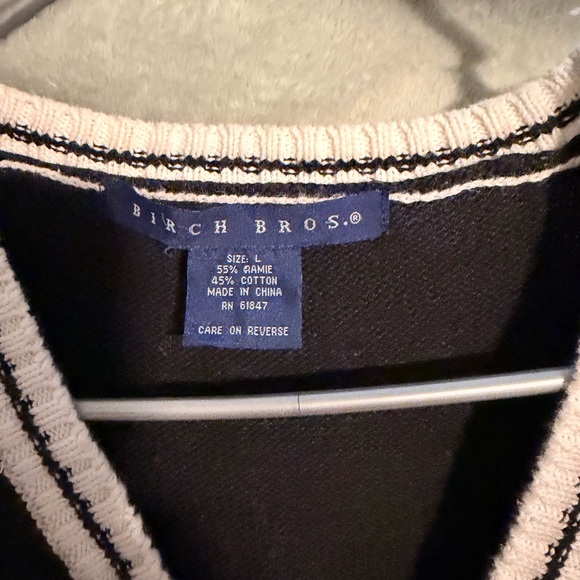 BIRCH BROS.®
SIZE: L
55% RAMIE
45% COTTON
MADE IN CHINA
RN 61847
CARE ON REVERSE